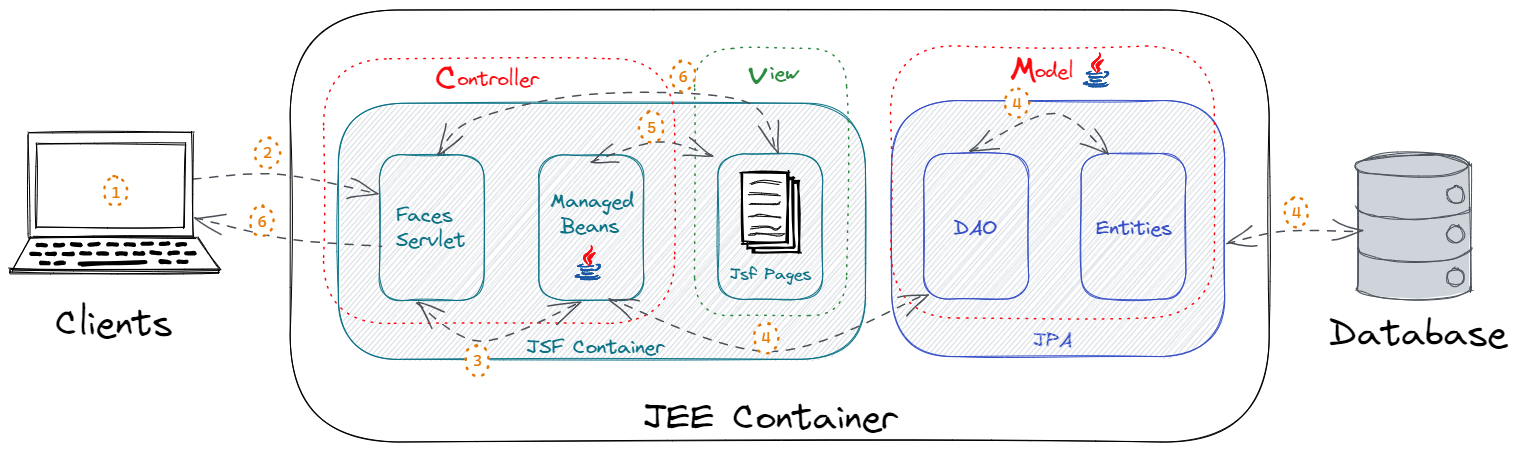 Controller
6
View
Model
4
5
2
1
Faces
Servlet
Managed
Beans
Jsf Pages
DAO
Entities
6
4
Clients
3
JSF Container
4
JPA
Database
JEE Container